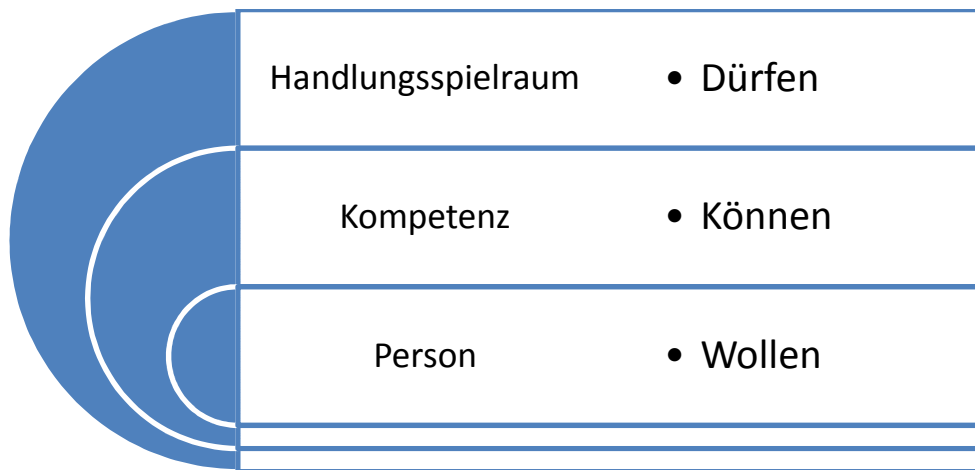 Handlungsspielraum • Dürfen
Kompetenz • Können
Person • Wollen